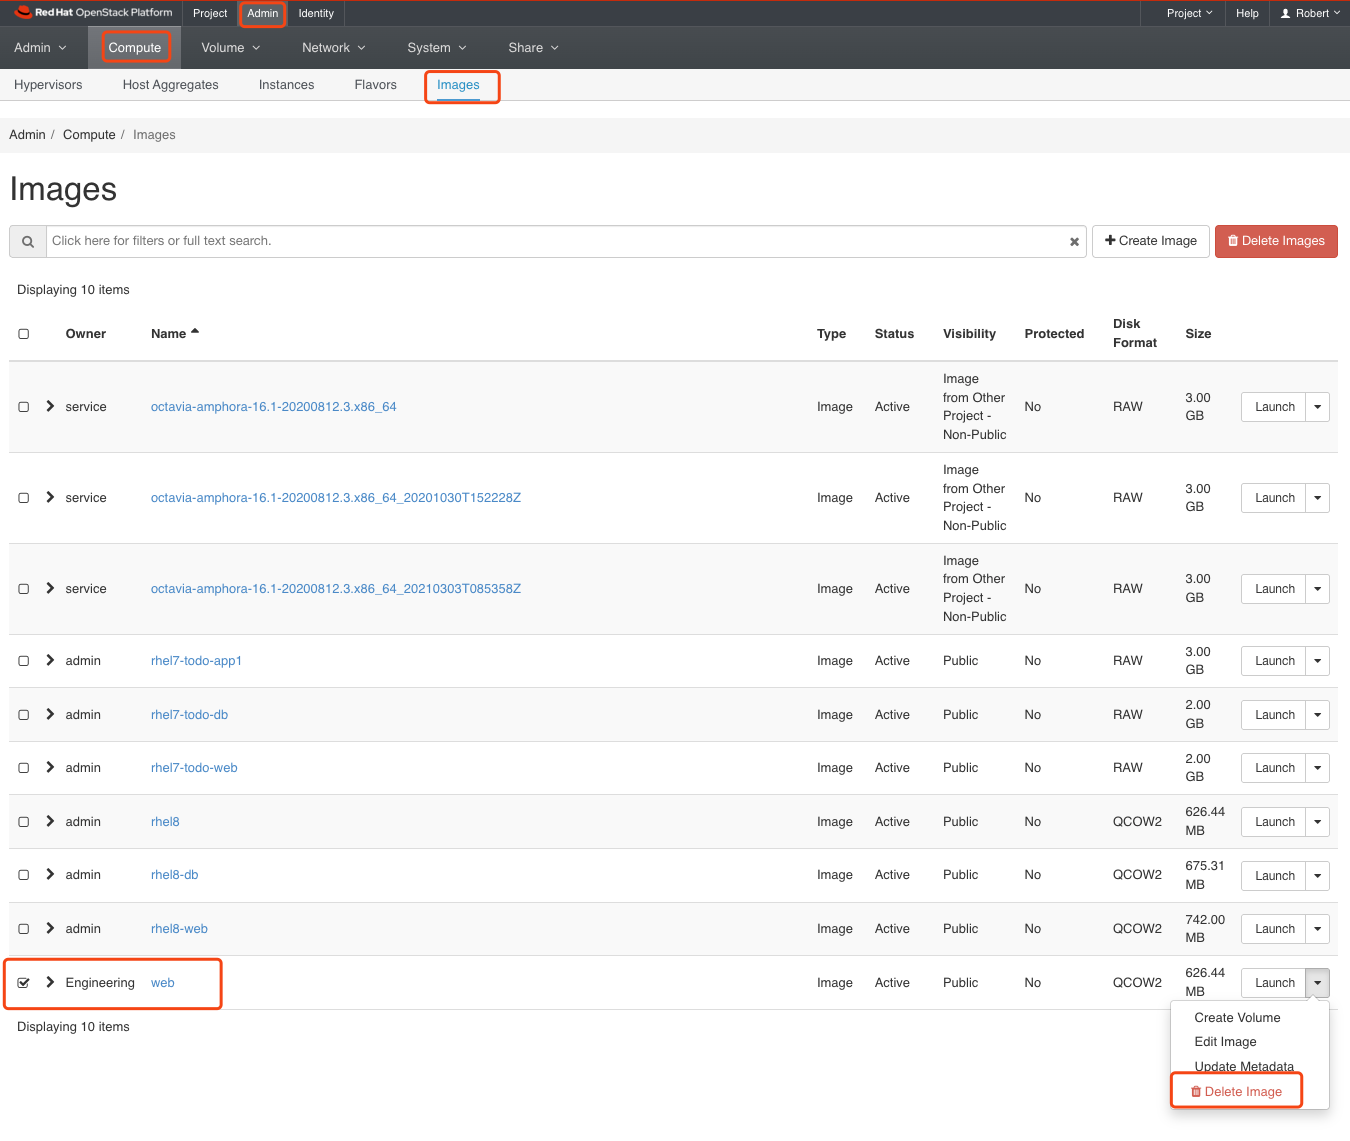 Red Hat OpenStack Platform Project Admin Identity Project Help Robert
Admin Compute Volume Network System Share
Hypervisors Host Aggregates Instances Flavors Images
Admin / Compute / Images
Images
Click here for filters or full text search. Create Image Delete Images
Displaying 10 items
Owner Name Type Status Visibility Protected Disk Format Size
service octavia-amphora-16.1-20200812.3.x86_64 Image Active Image from Other Project - Non-Public No RAW 3.00 GB Launch
service octavia-amphora-16.1-20200812.3.x86_64_20201030T152228Z Image Active Image from Other Project - Non-Public No RAW 3.00 GB Launch
service octavia-amphora-16.1-20200812.3.x86_64_20210303T085358Z Image Active Image from Other Project - Non-Public No RAW 3.00 GB Launch
admin rhel7-todo-app1 Image Active Public No RAW 3.00 GB Launch
admin rhel7-todo-db Image Active Public No RAW 2.00 GB Launch
admin rhel7-todo-web Image Active Public No RAW 2.00 GB Launch
admin rhel8 Image Active Public No QCOW2 626.44 MB Launch
admin rhel8-db Image Active Public No QCOW2 675.31 MB Launch
admin rhel8-web Image Active Public No QCOW2 742.00 MB Launch
Engineering web Image Active Public No QCOW2 626.44 MB Launch
Displaying 10 items
Create Volume
Edit Image
Update Metadata
Delete Image